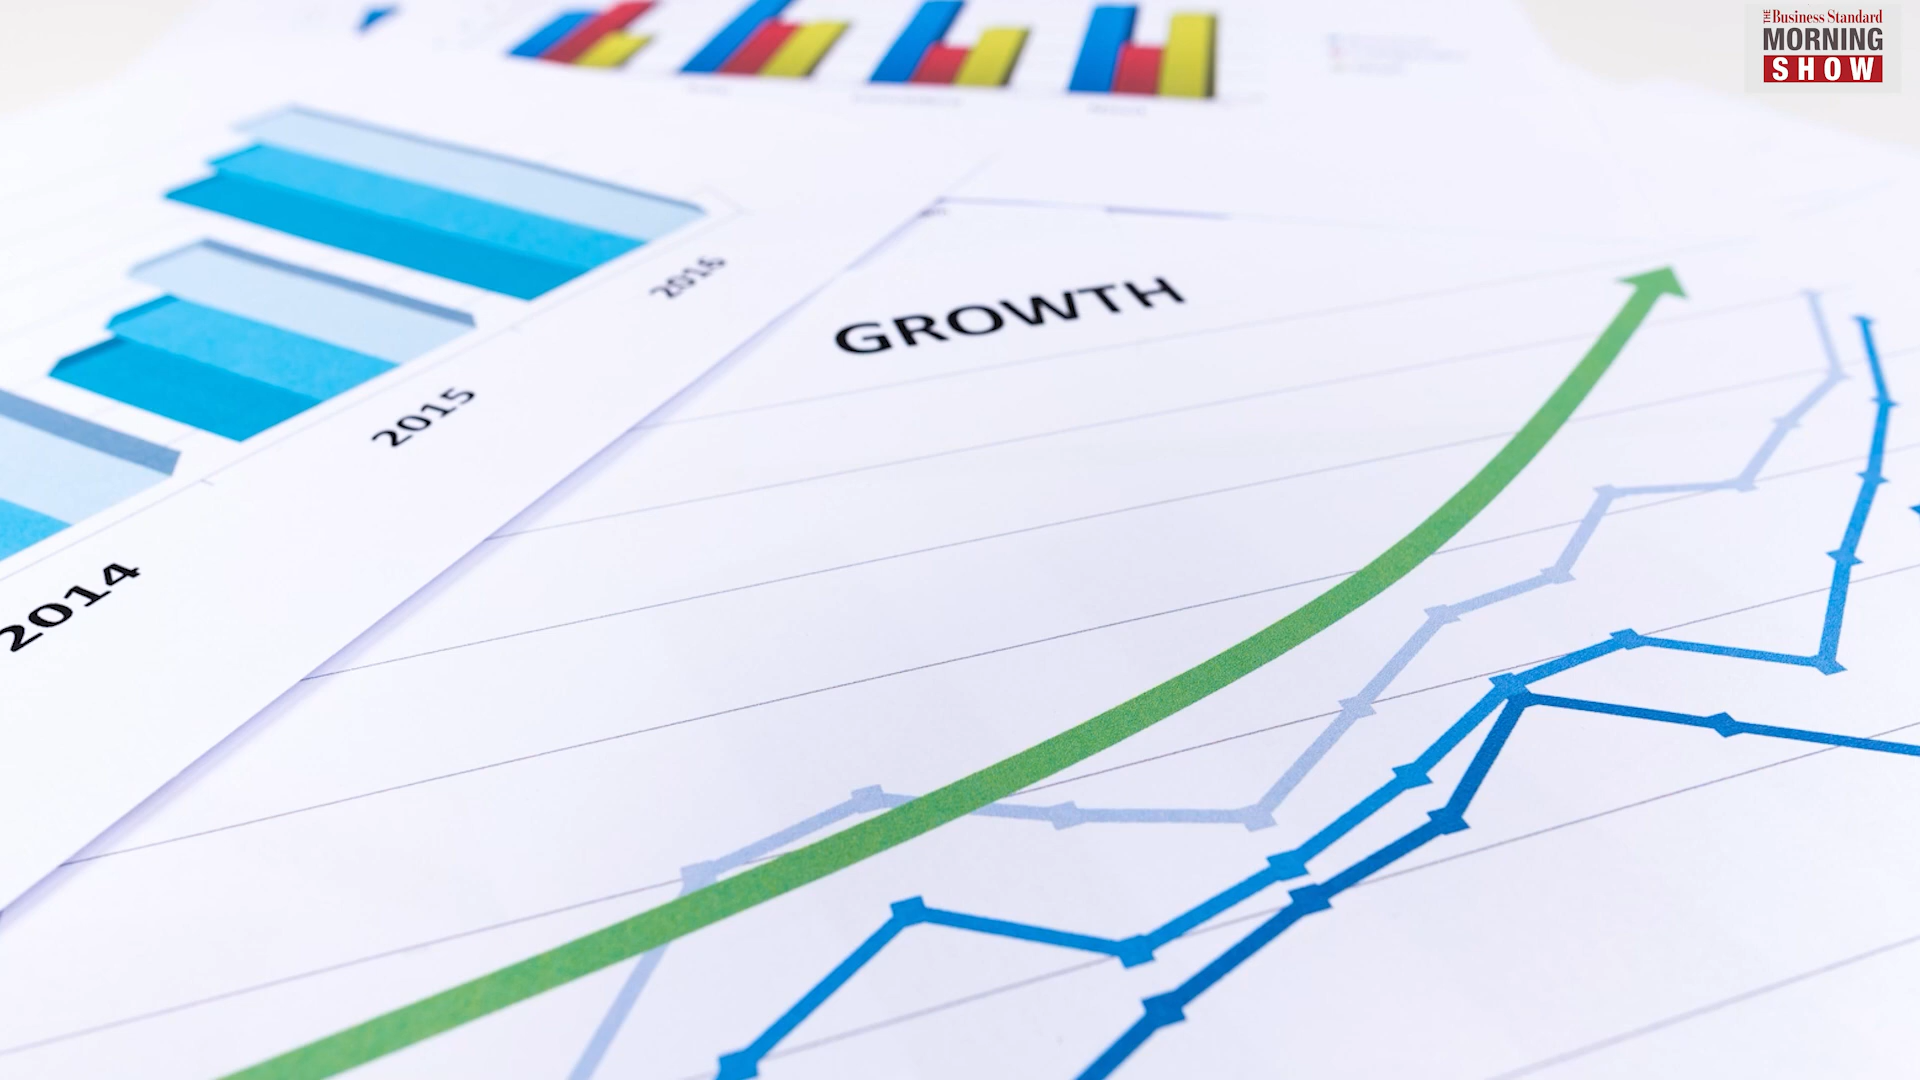 THE Business Standard
MORNING
SHOW
GROWTH
2016
2015
2014